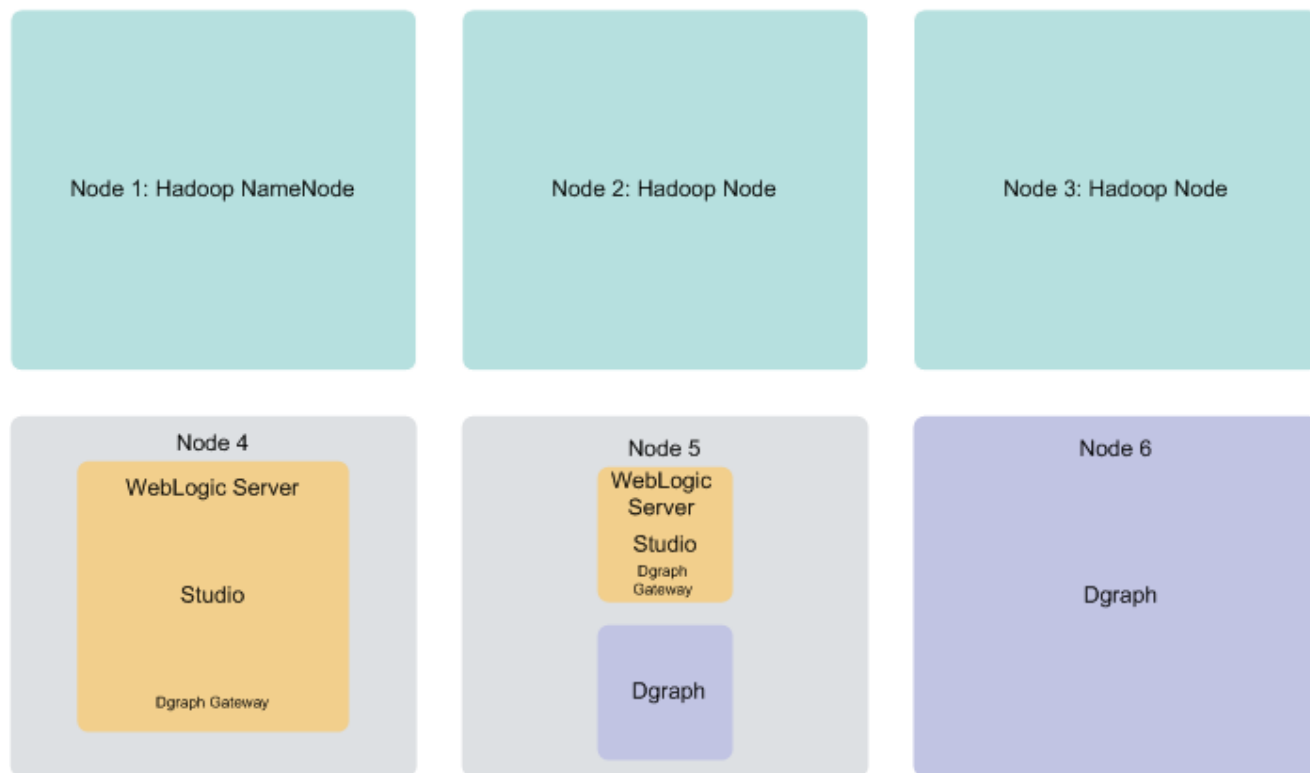 Node 1: Hadoop NameNode
Node 2: Hadoop Node
Node 3: Hadoop Node
Node 4
WebLogic Server
Studio
Dgraph Gateway
Node 5
WebLogic
Server
Studio
Dgraph
Gateway
Dgraph
Node 6
Dgraph